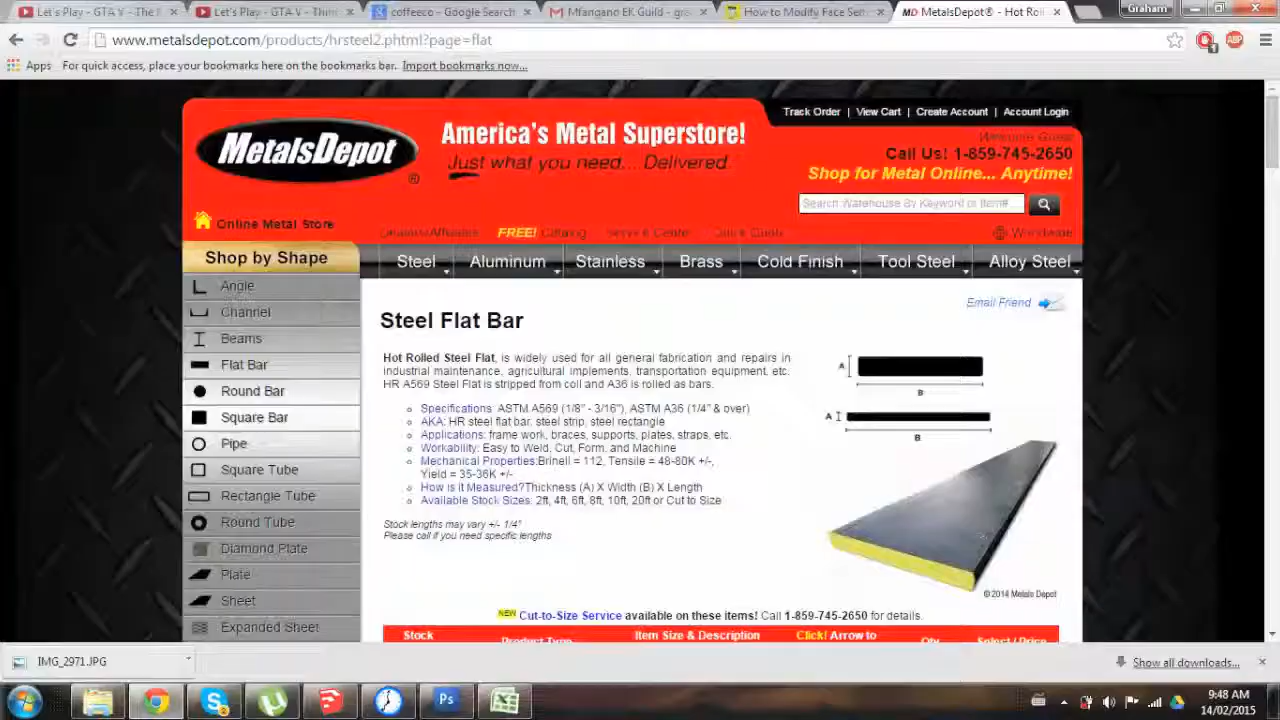 Let's Play - GTA V - The F
Let's Play - GTA V - Thin
coffeeco - Google Search
Mfangano EK Guild - gr
How to Modify Face Sen
MetalsDepot® - Hot Roll
Graham
www.metalsdepot.com/products/hrsteel2.phtml?page=flat
Apps For quick access, place your bookmarks here on the bookmarks bar. Import bookmarks now...
Track Order | View Cart | Create Account | Account Login
MetalsDepot ®
America's Metal Superstore!
Just what you need... Delivered.
Welcome Guest
Call Us! 1-859-745-2650
Shop for Metal Online... Anytime!
Search Warehouse By Keyword or Item#
Online Metal Store
FREE! Catalog Service Center Quick Quote Worldwide
Shop by Shape
Steel Aluminum Stainless Brass Cold Finish Tool Steel Alloy Steel
Angle
Channel
Beams
Flat Bar
Round Bar
Square Bar
Pipe
Square Tube
Rectangle Tube
Round Tube
Diamond Plate
Plate
Sheet
Expanded Sheet
Email Friend
Steel Flat Bar
Hot Rolled Steel Flat, is widely used for all general fabrication and repairs in
industrial maintenance, agricultural implements, transportation equipment, etc.
HR A569 Steel Flat is stripped from coil and A36 is rolled as bars.
Specifications: ASTM A569 (1/8" - 3/16"), ASTM A36 (1/4" & over)
AKA: HR steel flat bar, steel strip, steel rectangle
Applications: frame work, braces, supports, plates, straps, etc.
Workability: Easy to Weld, Cut, Form, and Machine
Mechanical Properties:Brinell = 112, Tensile = 48-80K +/-,
Yield = 35-36K +/-
How is it Measured?Thickness (A) X Width (B) X Length
Available Stock Sizes: 2ft, 4ft, 6ft, 8ft, 10ft, 20ft or Cut to Size
Stock lengths may vary +/- 1/4"
Please call if you need specific lengths
A
B
A
B
© 2014 Metals Depot
NEW Cut-to-Size Service available on these items! Call 1-859-745-2650 for details.
Stock Product Type Item Size & Description Click! Arrow to Qty Select / Price
IMG_2971.JPG
Show all downloads...
9:48 AM
14/02/2015